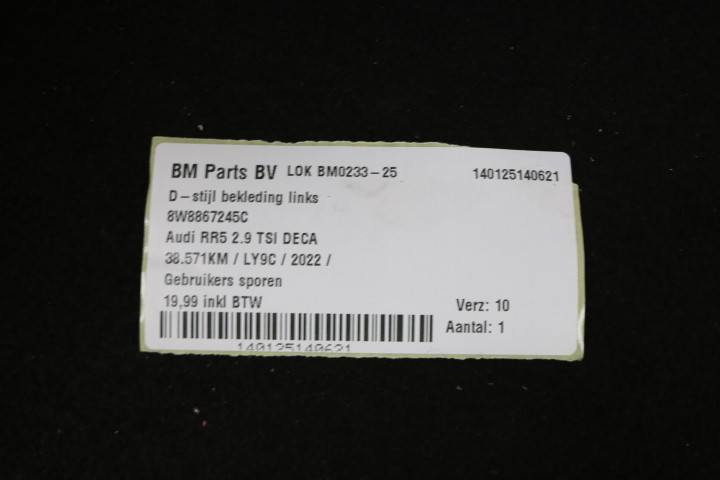 BM Parts BV LOK BM0233-25 140125140621
D-stijl bekleding links
8W8867245C
Audi RR5 2.9 TSI DECA
38.571KM / LY9C / 2022 /
Gebruikers sporen
19,99 inkl BTW
Verz: 10
Aantal: 1
140125140621